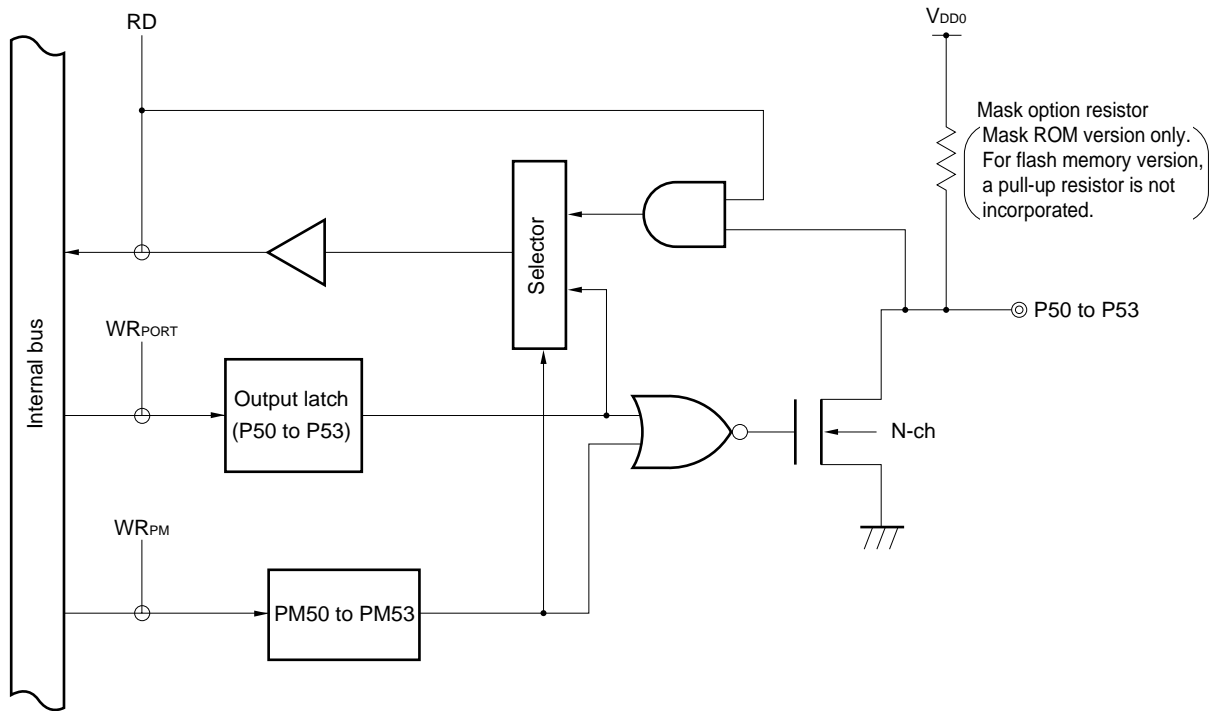 RD
VDD0
Mask option resistor
(Mask ROM version only.
For flash memory version,
a pull-up resistor is not
incorporated.)
Selector
Internal bus
P50 to P53
WRPORT
Output latch
(P50 to P53)
N-ch
WRPM
PM50 to PM53